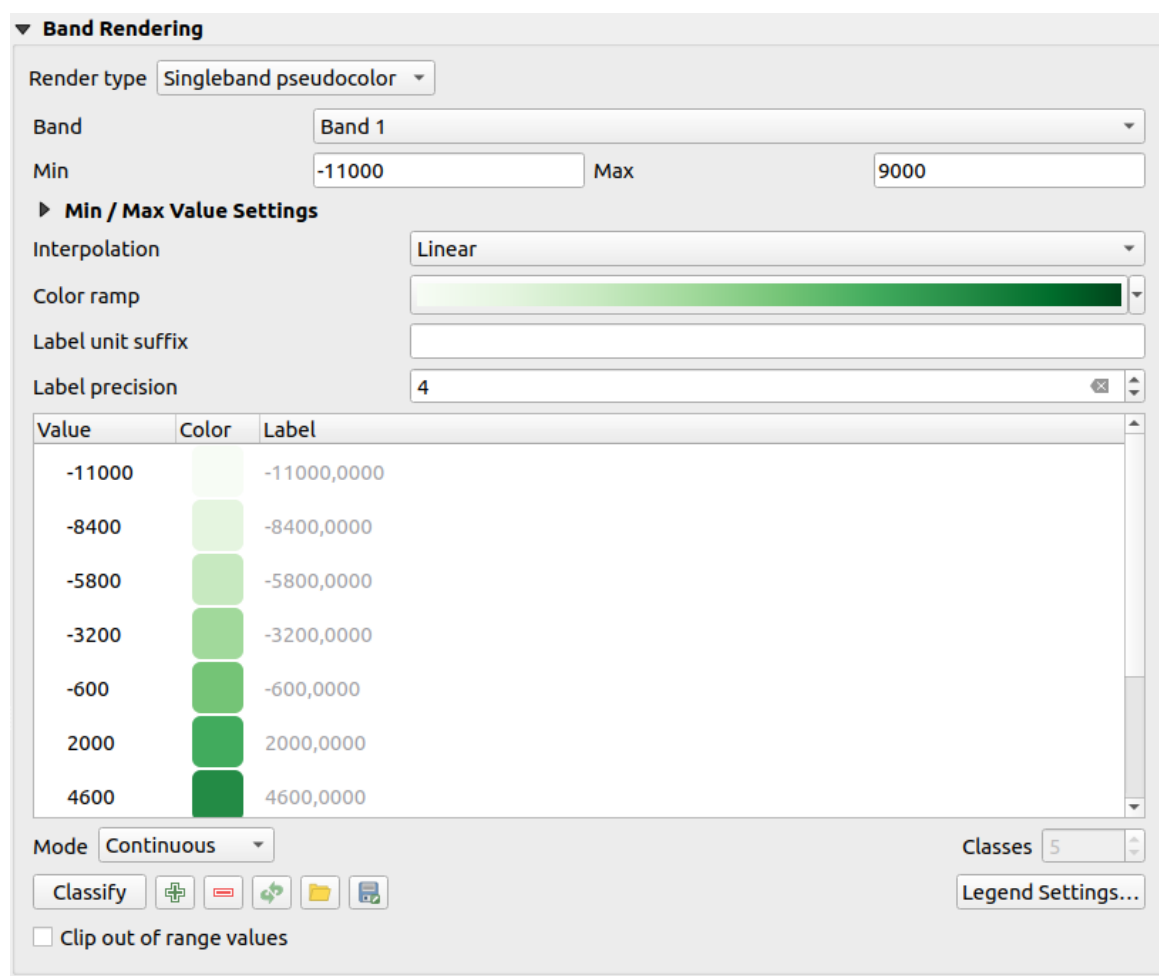 Band Rendering
Render type Singleband pseudocolor
Band Band 1
Min -11000 Max 9000
Min / Max Value Settings
Interpolation Linear
Color ramp
Label unit suffix
Label precision 4
Value Color Label
-11000 -11000,0000
-8400 -8400,0000
-5800 -5800,0000
-3200 -3200,0000
-600 -600,0000
2000 2000,0000
4600 4600,0000
Mode Continuous Classes 5
Classify Legend Settings...
Clip out of range values